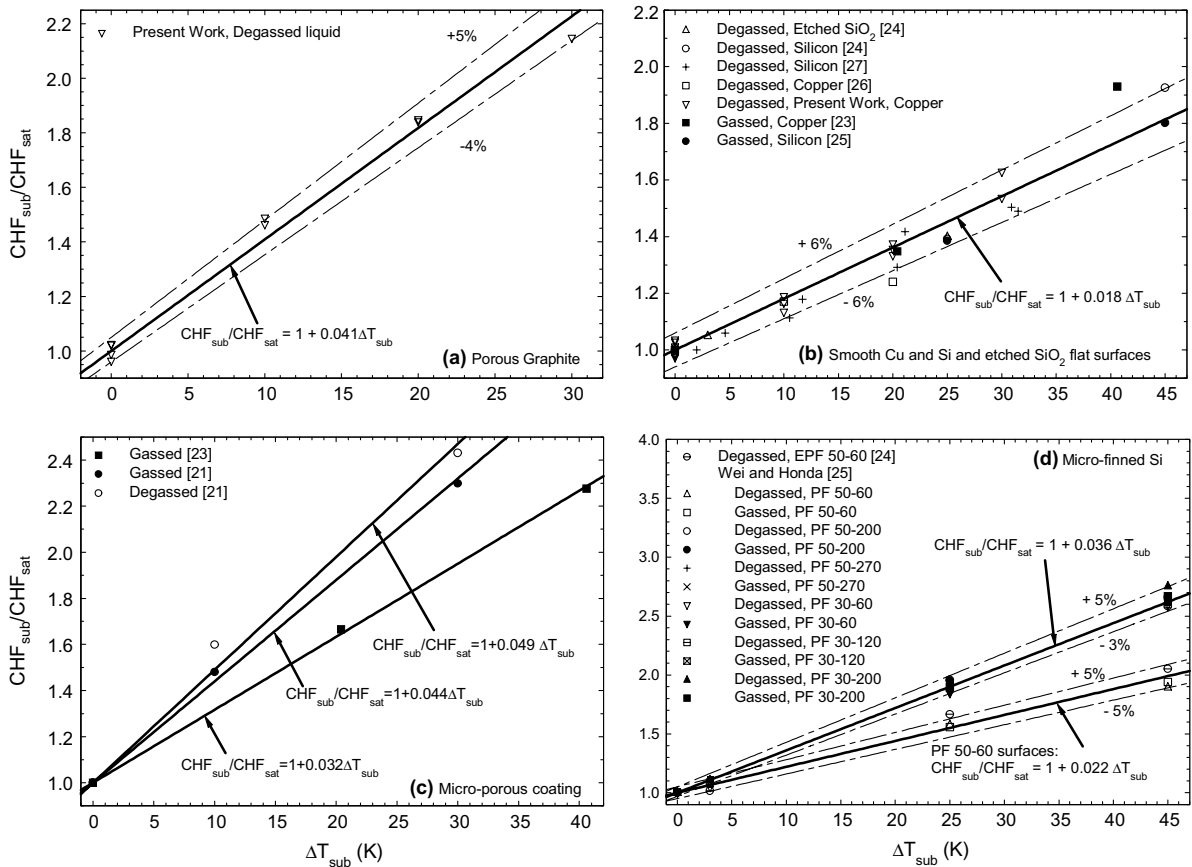 (a)
▽ Present Work, Degassed liquid
+5%
-4%
CHF_sub/CHF_sat = 1 + 0.041ΔT_sub
(a) Porous Graphite
CHF_sub/CHF_sat
2.2
2.0
1.8
1.6
1.4
1.2
1.0
0 5 10 15 20 25 30
△ Degassed, Etched SiO₂ [24]
○ Degassed, Silicon [24]
+ Degassed, Silicon [27]
□ Degassed, Copper [26]
▽ Degassed, Present Work, Copper
■ Gassed, Copper [23]
● Gassed, Silicon [25]
+ 6%
- 6%
CHF_sub/CHF_sat = 1 + 0.018 ΔT_sub
(b) Smooth Cu and Si and etched SiO₂ flat surfaces
2.2
2.0
1.8
1.6
1.4
1.2
1.0
0 5 10 15 20 25 30 35 40 45
■ Gassed [23]
● Gassed [21]
○ Degassed [21]
CHF_sub/CHF_sat=1+0.049 ΔT_sub
CHF_sub/CHF_sat=1+0.044ΔT_sub
CHF_sub/CHF_sat=1+0.032ΔT_sub
(c) Micro-porous coating
CHF_sub/CHF_sat
2.4
2.2
2.0
1.8
1.6
1.4
1.2
1.0
0 5 10 15 20 25 30 35 40
ΔT_sub (K)
⊖ Degassed, EPF 50-60 [24]
Wei and Honda [25]
△ Degassed, PF 50-60
□ Gassed, PF 50-60
○ Degassed, PF 50-200
● Gassed, PF 50-200
+ Degassed, PF 50-270
× Gassed, PF 50-270
▽ Degassed, PF 30-60
▼ Gassed, PF 30-60
⊟ Degassed, PF 30-120
⊠ Gassed, PF 30-120
▲ Degassed, PF 30-200
■ Gassed, PF 30-200
(d) Micro-finned Si
CHF_sub/CHF_sat = 1 + 0.036 ΔT_sub
+ 5%
- 3%
+ 5%
- 5%
PF 50-60 surfaces:
CHF_sub/CHF_sat = 1 + 0.022 ΔT_sub
4.0
3.5
3.0
2.5
2.0
1.5
1.0
0 5 10 15 20 25 30 35 40 45
ΔT_sub (K)